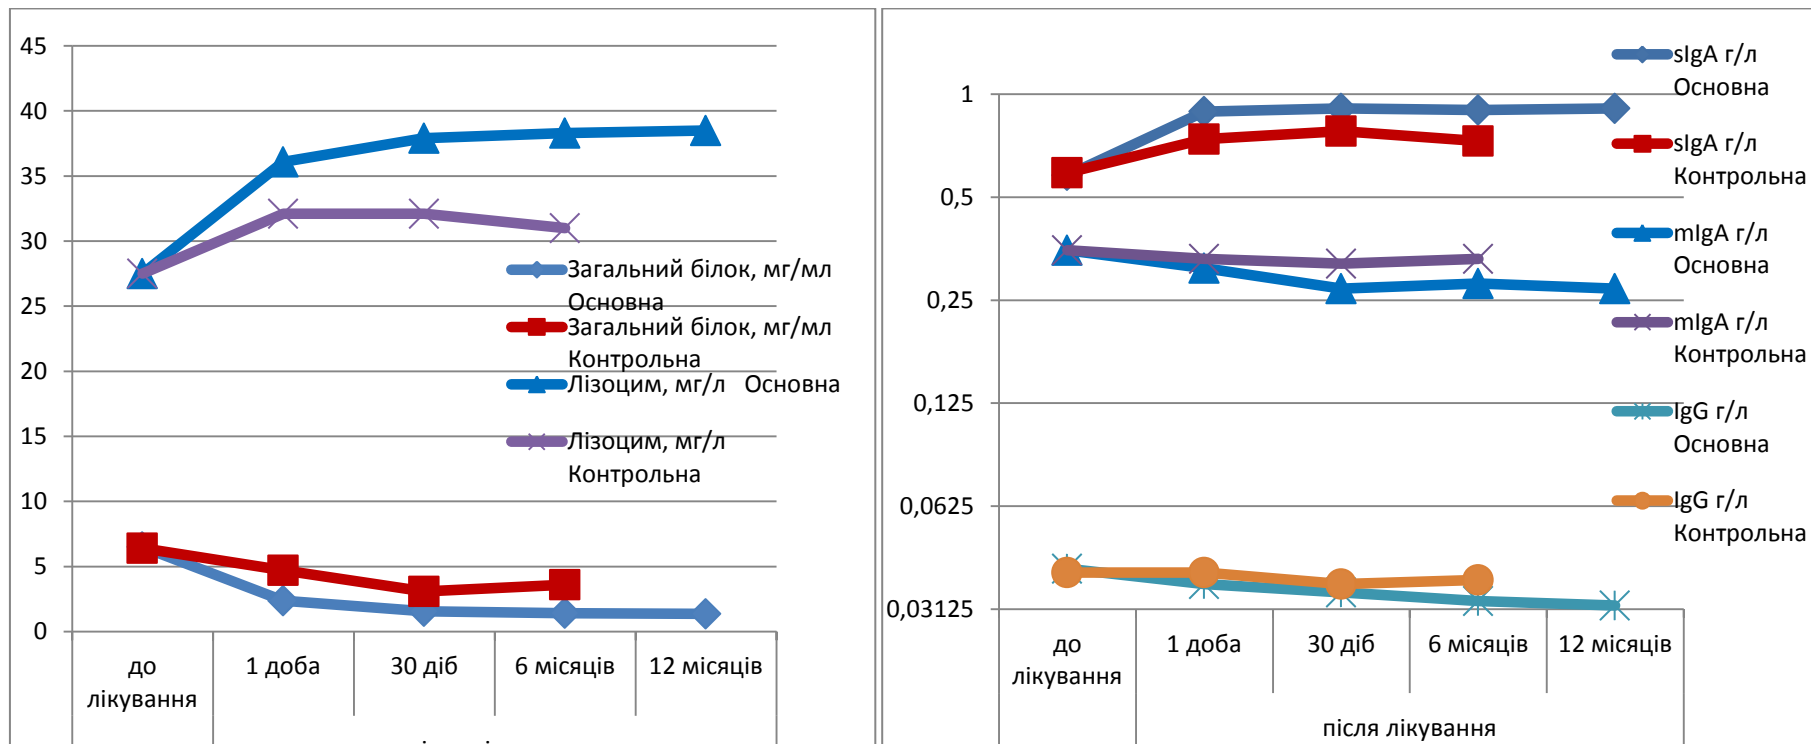 45
40
35
30
25
20
15
10
5
0
Загальний білок, мг/мл
Основна
Загальний білок, мг/мл
Контрольна
Лізоцим, мг/л Основна
Лізоцим, мг/л
Контрольна
до
лікування
1 доба
30 діб
6 місяців
12 місяців
1
0,5
0,25
0,125
0,0625
0,03125
sIgA г/л
Основна
sIgA г/л
Контрольна
mIgA г/л
Основна
mIgA г/л
Контрольна
IgG г/л
Основна
IgG г/л
Контрольна
до
лікування
1 доба
30 діб
6 місяців
12 місяців
після лікування